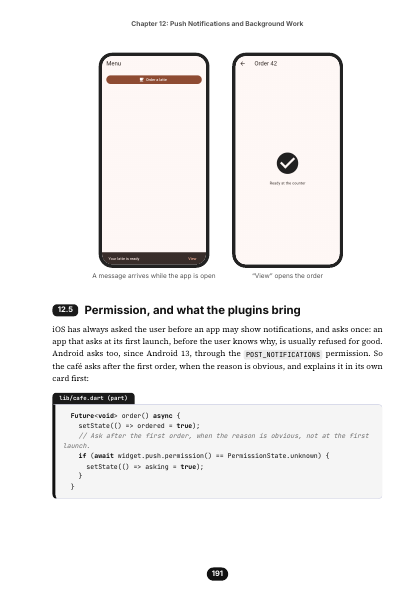 Chapter 12: Push Notifications and Background Work
Menu
Order a latte
Your latte is ready
View
← Order 42
Ready at the counter
A message arrives while the app is open
"View" opens the order
12.5 Permission, and what the plugins bring
iOS has always asked the user before an app may show notifications, and asks once: an
app that asks at its first launch, before the user knows why, is usually refused for good.
Android asks too, since Android 13, through the POST_NOTIFICATIONS permission. So
the café asks after the first order, when the reason is obvious, and explains it in its own
card first:
lib/cafe.dart (part)
Future<void> order() async {
setState(() => ordered = true);
// Ask after the first order, when the reason is obvious, not at the first
launch.
if (await widget.push.permission() == PermissionState.unknown) {
setState(() => asking = true);
}
}
191